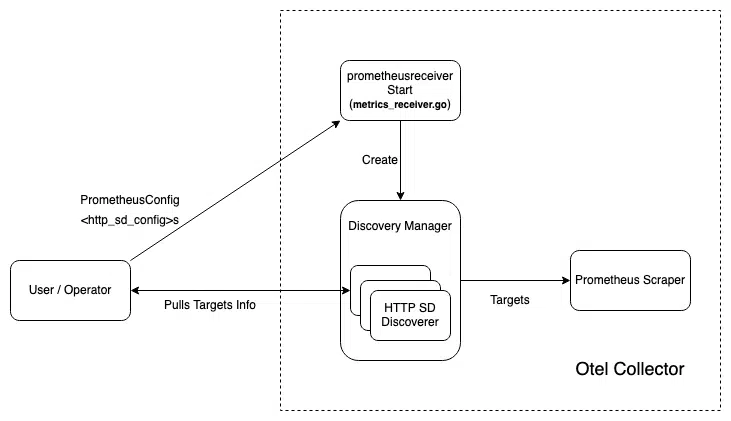 prometheusreceiver
Start
(metrics_receiver.go)
Create
PrometheusConfig
<http_sd_config>s
Discovery Manager
User / Operator
Pulls Targets Info
HTTP SD
Discoverer
Targets
Prometheus Scraper
Otel Collector